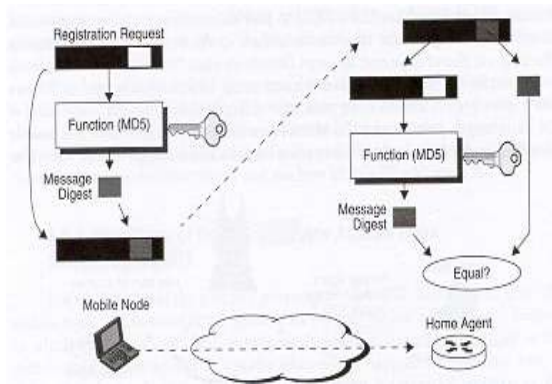 Registration Request
Function (MD5)
Message
Digest
Mobile Node
Function (MD5)
Message
Digest
Equal?
Home Agent